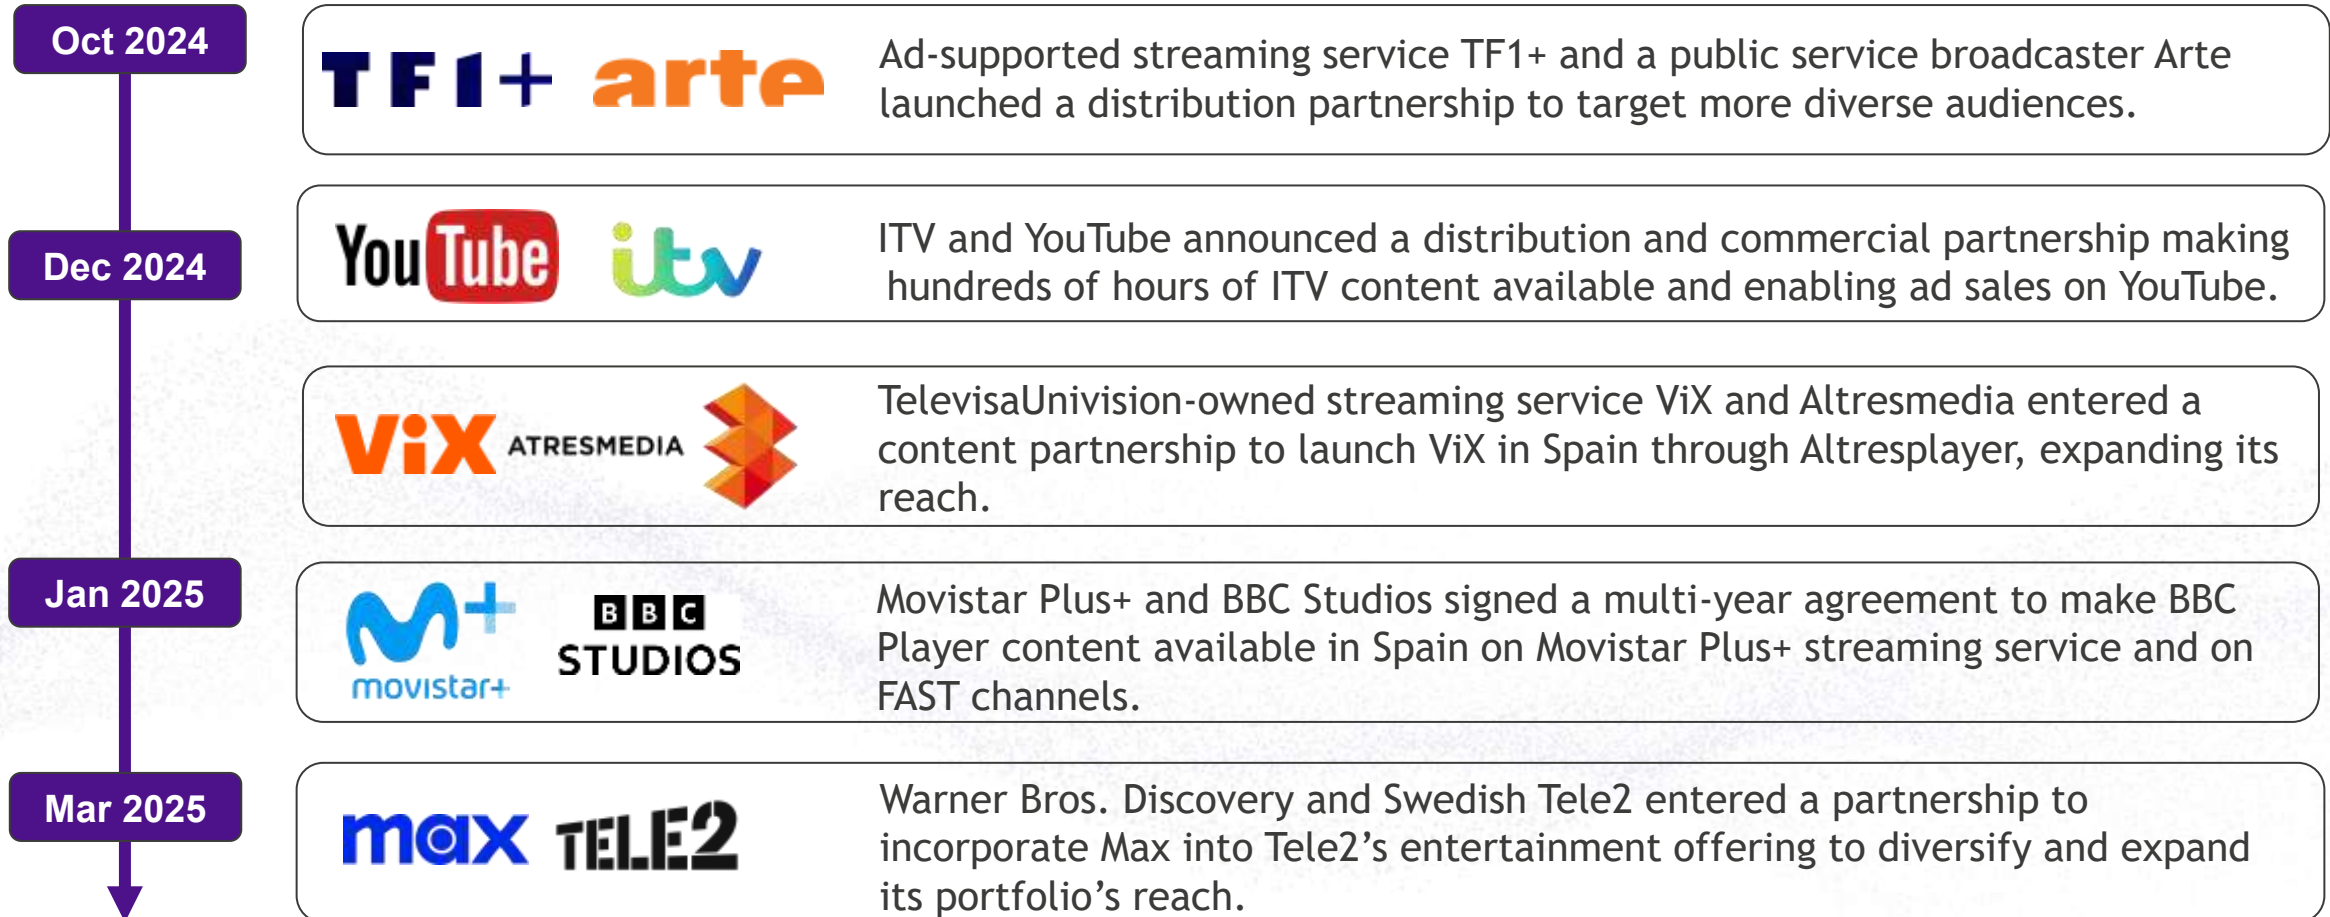 Oct 2024
TF1+ arte
Ad-supported streaming service TF1+ and a public service broadcaster Arte
launched a distribution partnership to target more diverse audiences.
Dec 2024
YouTube itv
ITV and YouTube announced a distribution and commercial partnership making
hundreds of hours of ITV content available and enabling ad sales on YouTube.
ViX ATRESMEDIA
TelevisaUnivision-owned streaming service ViX and Altresmedia entered a
content partnership to launch ViX in Spain through Altresplayer, expanding its
reach.
Jan 2025
M+
movistar+
BBC
STUDIOS
Movistar Plus+ and BBC Studios signed a multi-year agreement to make BBC
Player content available in Spain on Movistar Plus+ streaming service and on
FAST channels.
Mar 2025
max TELE2
Warner Bros. Discovery and Swedish Tele2 entered a partnership to
incorporate Max into Tele2’s entertainment offering to diversify and expand
its portfolio’s reach.